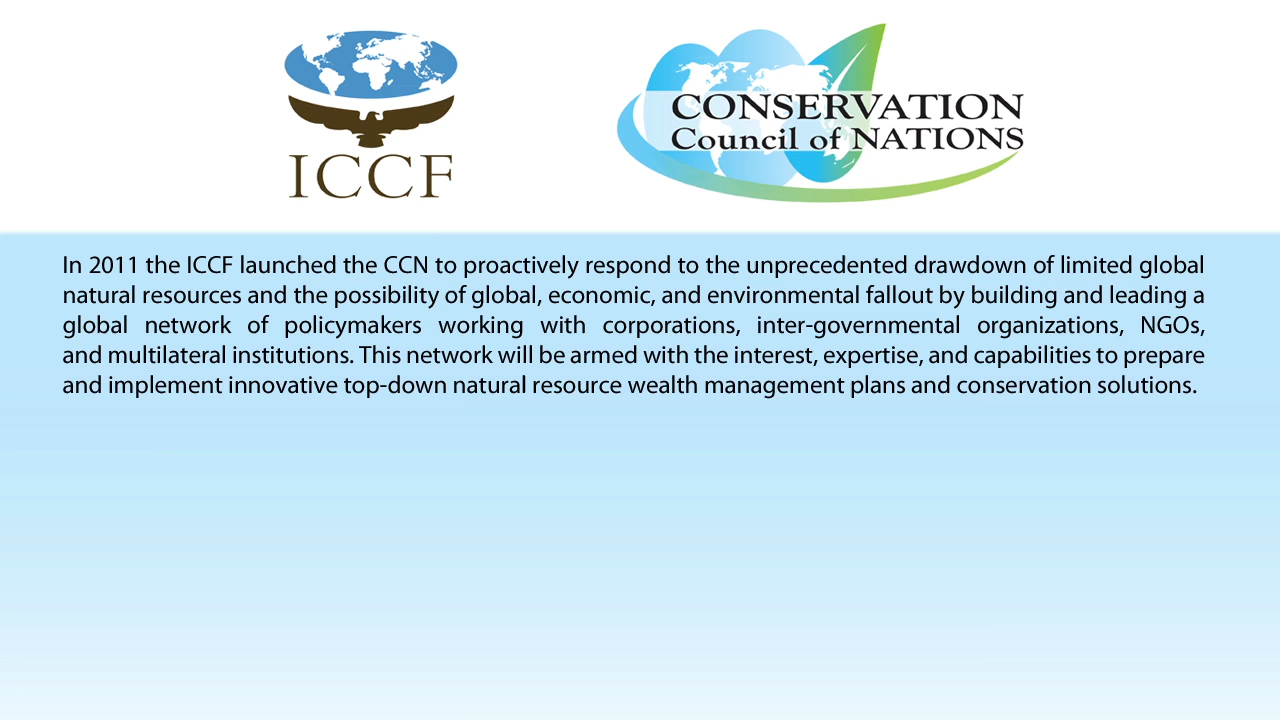 ICCF
CONSERVATION
Council of NATIONS
In 2011 the ICCF launched the CCN to proactively respond to the unprecedented drawdown of limited global
natural resources and the possibility of global, economic, and environmental fallout by building and leading a
global network of policymakers working with corporations, inter-governmental organizations, NGOs,
and multilateral institutions. This network will be armed with the interest, expertise, and capabilities to prepare
and implement innovative top-down natural resource wealth management plans and conservation solutions.